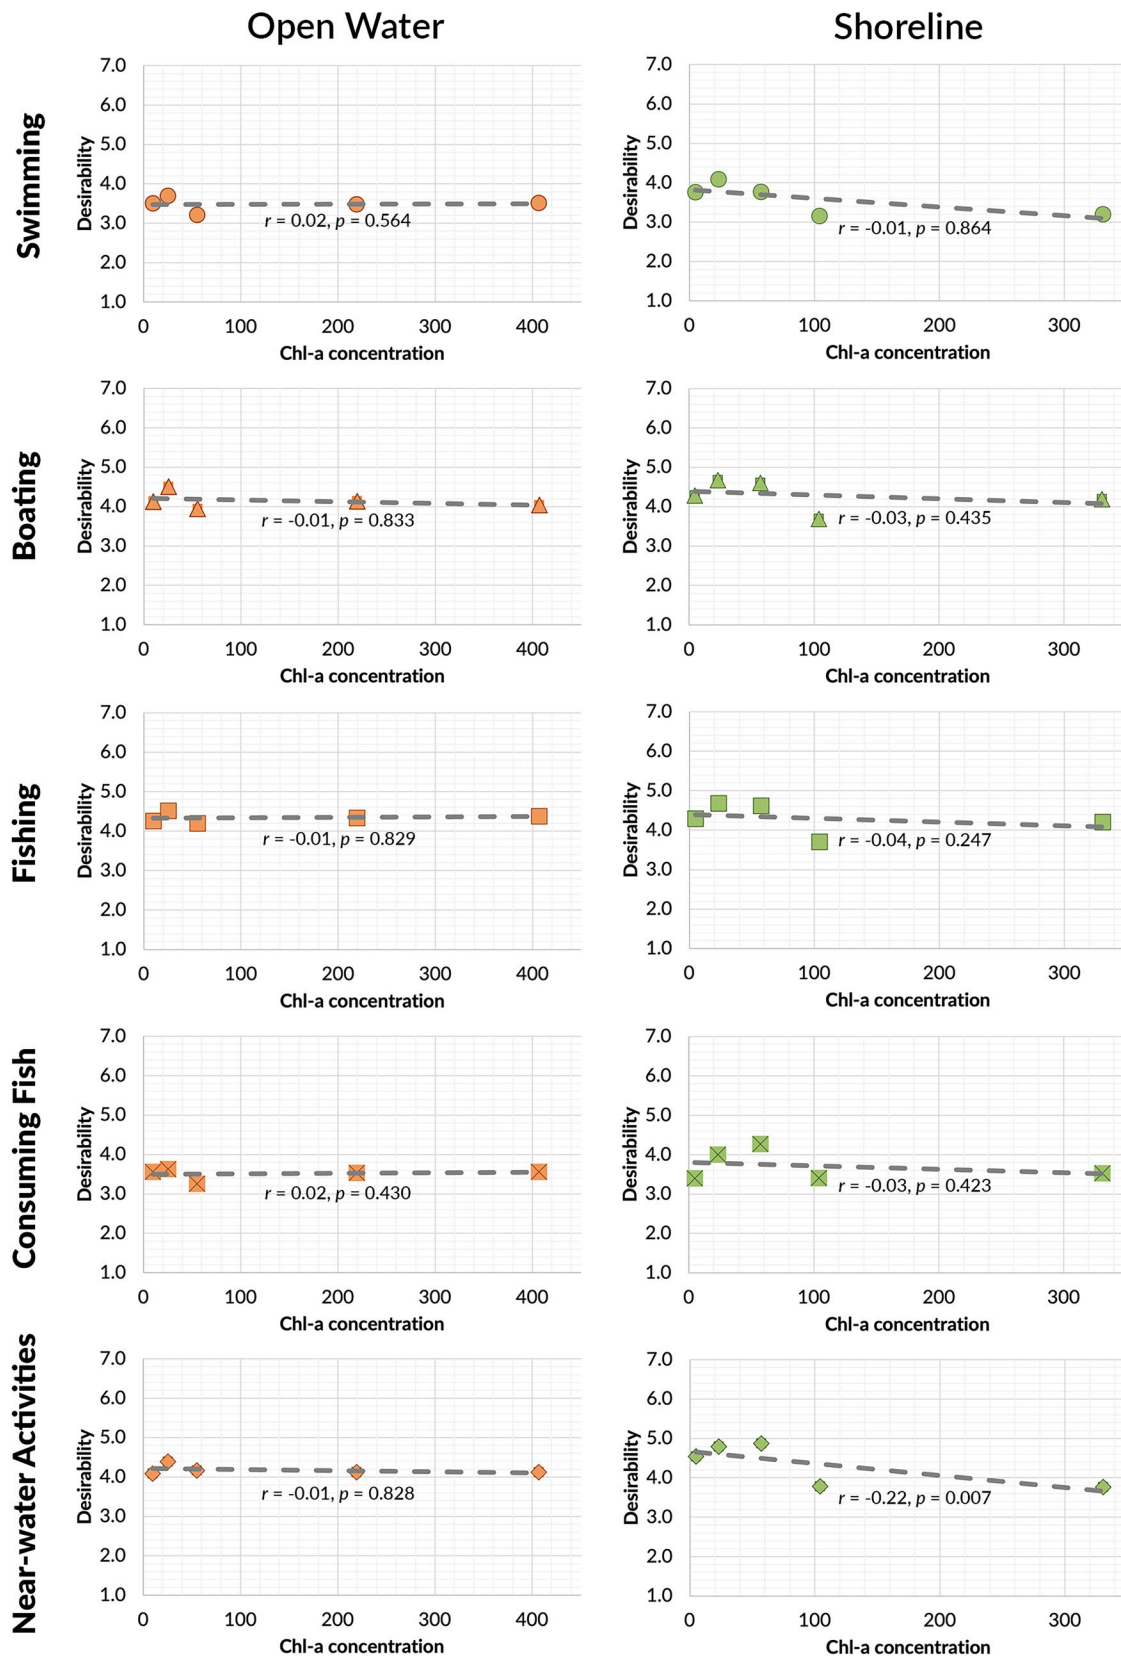 Open Water
Shoreline
Swimming
Desirability
7.0
6.0
5.0
4.0
3.0
2.0
1.0
r = 0.02, p = 0.564
0 100 200 300 400
Chl-a concentration
Desirability
7.0
6.0
5.0
4.0
3.0
2.0
1.0
r = -0.01, p = 0.864
0 100 200 300
Chl-a concentration
Boating
Desirability
7.0
6.0
5.0
4.0
3.0
2.0
1.0
r = -0.01, p = 0.833
0 100 200 300 400
Chl-a concentration
Desirability
7.0
6.0
5.0
4.0
3.0
2.0
1.0
r = -0.03, p = 0.435
0 100 200 300
Chl-a concentration
Fishing
Desirability
7.0
6.0
5.0
4.0
3.0
2.0
1.0
r = -0.01, p = 0.829
0 100 200 300 400
Chl-a concentration
Desirability
7.0
6.0
5.0
4.0
3.0
2.0
1.0
r = -0.04, p = 0.247
0 100 200 300
Chl-a concentration
Consuming Fish
Desirability
7.0
6.0
5.0
4.0
3.0
2.0
1.0
r = 0.02, p = 0.430
0 100 200 300 400
Chl-a concentration
Desirability
7.0
6.0
5.0
4.0
3.0
2.0
1.0
r = -0.03, p = 0.423
0 100 200 300
Chl-a concentration
Near-water Activities
Desirability
7.0
6.0
5.0
4.0
3.0
2.0
1.0
r = -0.01, p = 0.828
0 100 200 300 400
Chl-a concentration
Desirability
7.0
6.0
5.0
4.0
3.0
2.0
1.0
r = -0.22, p = 0.007
0 100 200 300
Chl-a concentration